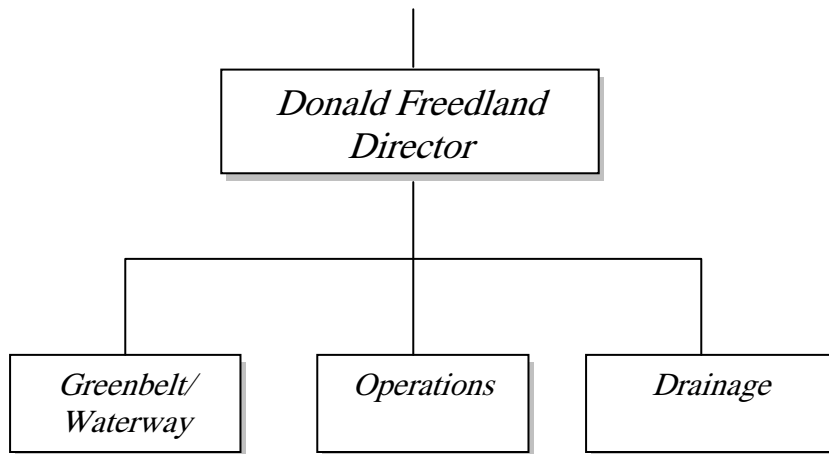 Donald Freedland
Director
Greenbelt/
Waterway
Operations
Drainage